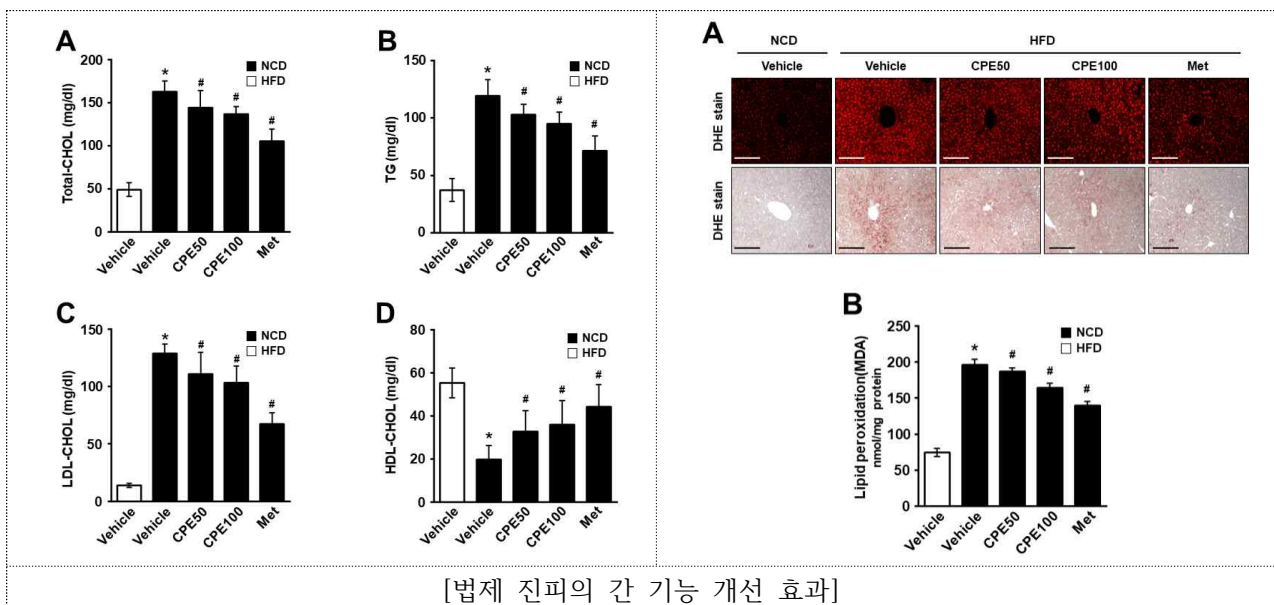 A
Total-CHOL (mg/dl)
200
150
100
50
0
*
#
#
#
NCD
HFD
Vehicle
Vehicle
CPE50
CPE100
Met
B
TG (mg/dl)
150
100
50
0
*
#
#
#
NCD
HFD
Vehicle
Vehicle
CPE50
CPE100
Met
C
LDL-CHOL (mg/dl)
150
100
50
0
*
#
#
#
NCD
HFD
Vehicle
Vehicle
CPE50
CPE100
Met
D
HDL-CHOL (mg/dl)
80
60
40
20
0
*
#
#
#
NCD
HFD
Vehicle
Vehicle
CPE50
CPE100
Met
A
NCD
HFD
Vehicle
Vehicle
CPE50
CPE100
Met
DHE stain
DHE stain
B
Lipid peroxidation(MDA)
nmol/mg protein
250
200
150
100
50
0
*
#
#
#
NCD
HFD
Vehicle
Vehicle
CPE50
CPE100
Met
[법제 진피의 간 기능 개선 효과]